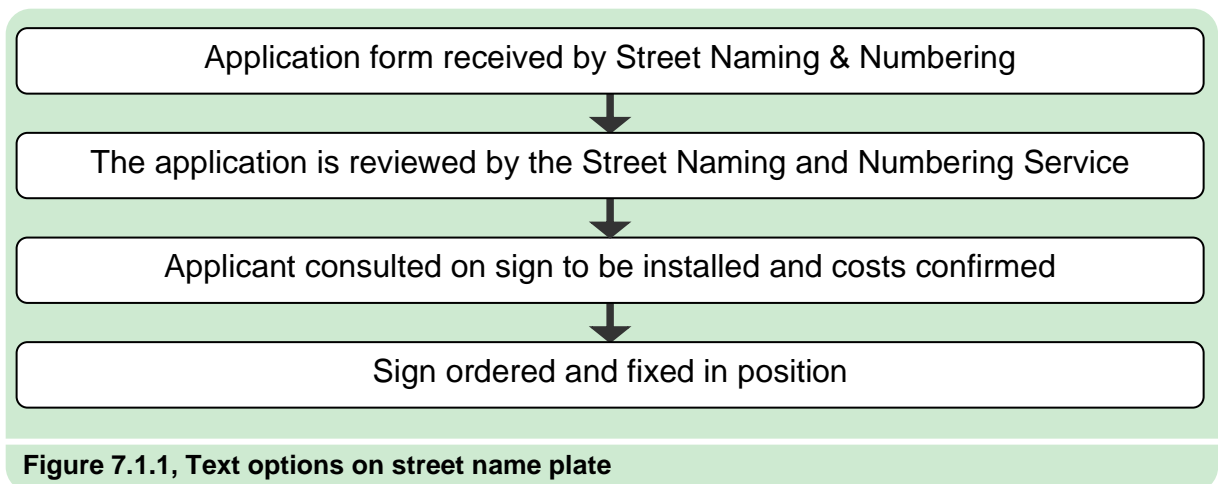 Application form received by Street Naming & Numbering
The application is reviewed by the Street Naming and Numbering Service
Applicant consulted on sign to be installed and costs confirmed
Sign ordered and fixed in position
Figure 7.1.1, Text options on street name plate